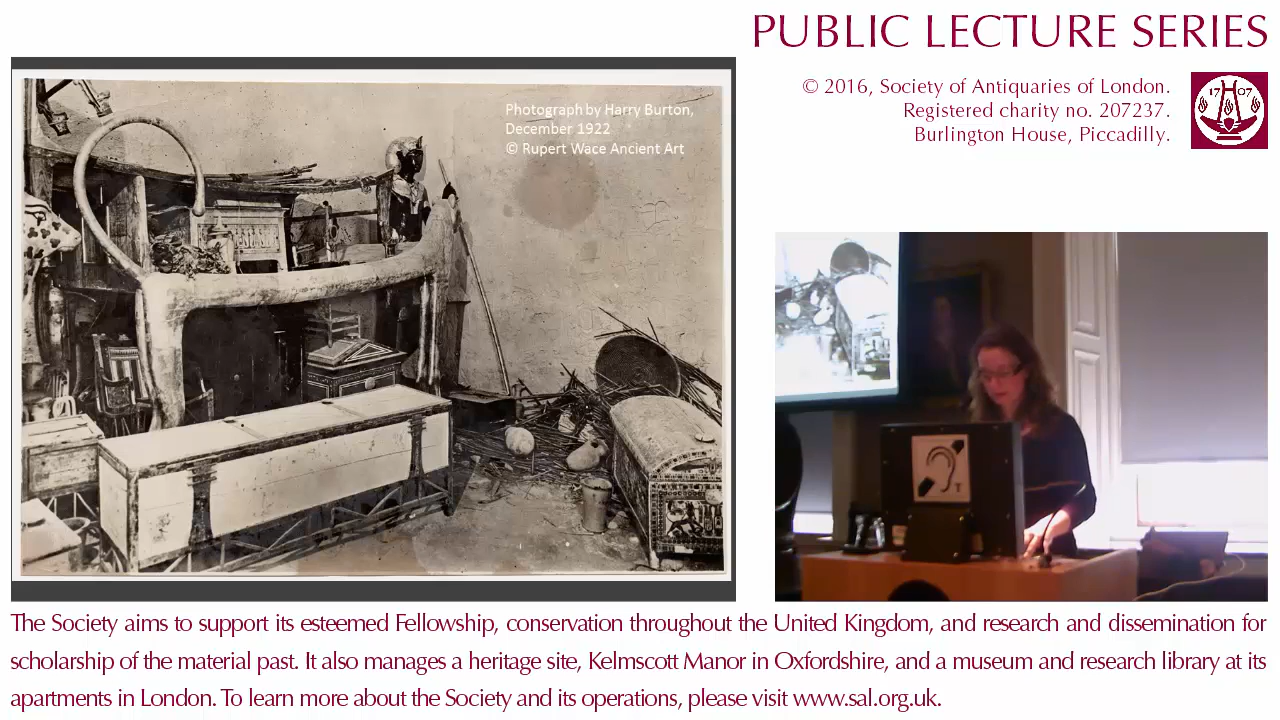 PUBLIC LECTURE SERIES
© 2016, Society of Antiquaries of London.
Registered charity no. 207237.
Burlington House, Piccadilly.
17 07
Photograph by Harry Burton,
December 1922
© Rupert Wace Ancient Art
T
The Society aims to support its esteemed Fellowship, conservation throughout the United Kingdom, and research and dissemination for
scholarship of the material past. It also manages a heritage site, Kelmscott Manor in Oxfordshire, and a museum and research library at its
apartments in London. To learn more about the Society and its operations, please visit www.sal.org.uk.